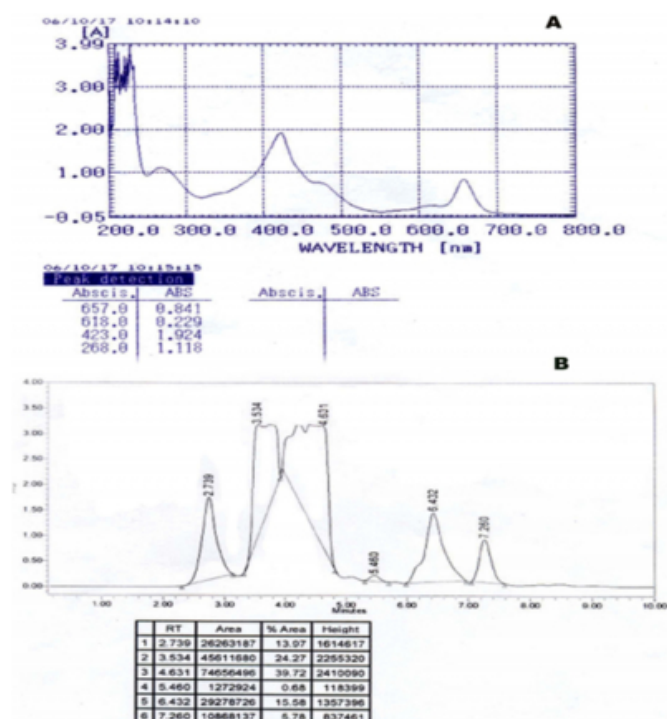 06/10/17 10:14:10
A
[A]
3.99
3.00
2.00
1.00
-0.05
200.0 300.0 400.0 500.0 600.0 700.0 800.0
WAVELENGTH [nm]
06/10/17 10:15:15
Peak detection
Abscis. ABS Abscis. ABS
657.0 0.841
618.0 0.229
423.0 1.924
268.0 1.118
B
4.00
3.50
3.00
2.50
2.00
1.50
1.00
0.50
0.00
2.739
3.534
4.631
5.460
6.432
7.260
1.00 2.00 3.00 4.00 5.00 6.00 7.00 8.00 9.00 10.00
Minutes
RT Area % Area Height
1 2.739 26263187 13.97 1614617
2 3.534 45611680 24.27 2255320
3 4.631 74656496 39.72 2410090
4 5.460 1272924 0.68 118399
5 6.432 29278726 15.58 1357396
6 7.260 10868137 5.78 837461